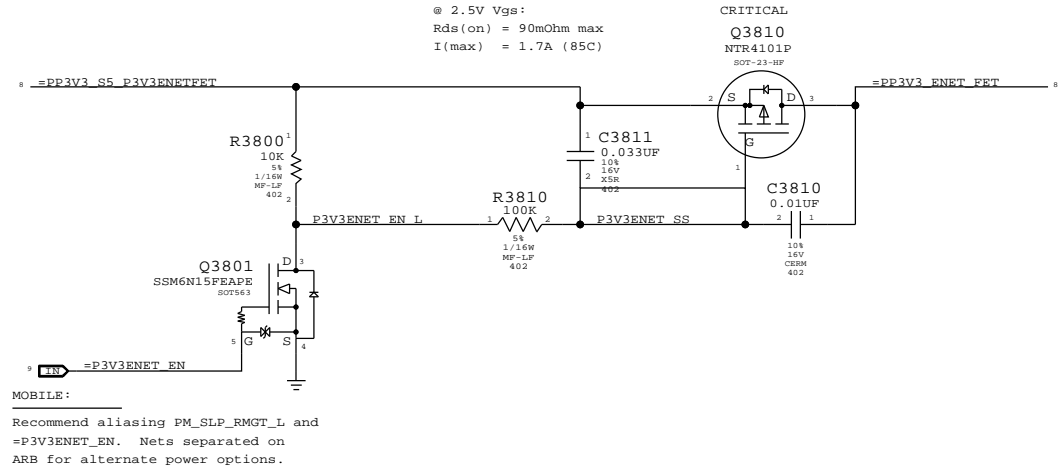 @ 2.5V Vgs:
Rds(on) = 90mOhm max
I(max) = 1.7A (85C)
CRITICAL
Q3810
NTR4101P
SOT-23-HF
8 =PP3V3_S5_P3V3ENETFET
=PP3V3_ENET_FET 8
2 S D 3
G
1
R3800
10K
5%
1/16W
MF-LF
402
1
2
1
C3811
0.033UF
10%
16V
X5R
402
2
R3810
100K
1 2
5%
1/16W
MF-LF
402
C3810
0.01UF
2 1
10%
16V
CERM
402
P3V3ENET_EN_L
P3V3ENET_SS
Q3801
SSM6N15FEAPE
SOT563
D 3
5 G S 4
9 IN =P3V3ENET_EN
MOBILE:
Recommend aliasing PM_SLP_RMGT_L and
=P3V3ENET_EN. Nets separated on
ARB for alternate power options.